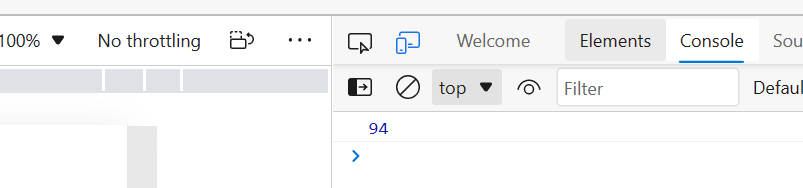 100% No throttling
Welcome Elements Console Sou
top Filter Defaul
94